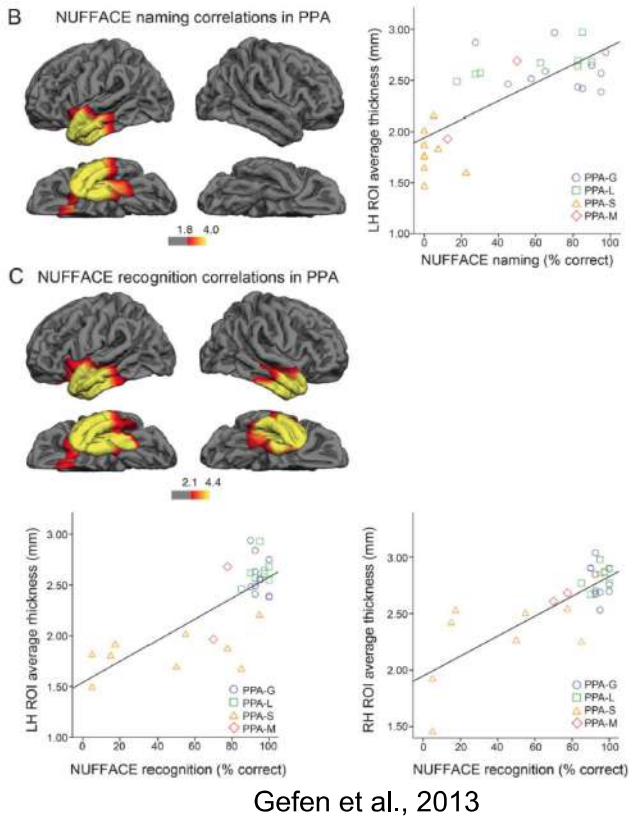 B NUFFACE naming correlations in PPA
1.8 4.0
LH ROI average thickness (mm)
3.00
2.50
2.00
1.50
1.00
0 20 40 60 80 100
NUFFACE naming (% correct)
PPA-G
PPA-L
PPA-S
PPA-M
C NUFFACE recognition correlations in PPA
2.1 4.4
LH ROI average rhickness (mm)
3.00
2.50
2.00
1.50
1.00
0 20 40 60 80 100
NUFFACE recognition (% correct)
PPA-G
PPA-L
PPA-S
PPA-M
RH ROI average thickness (mm)
3.00
2.50
2.00
1.50
0 20 40 60 80 100
NUFFACE recognition (% correct)
PPA-G
PPA-L
PPA-S
PPA-M
Gefen et al., 2013